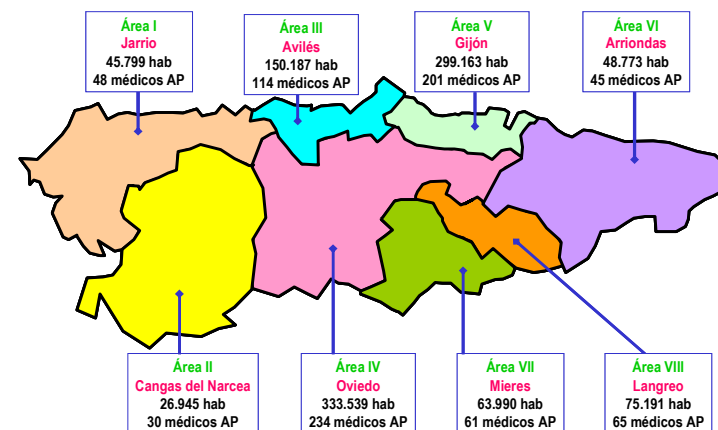 Área I
Jarrio
45.799 hab
48 médicos AP
Área III
Avilés
150.187 hab
114 médicos AP
Área V
Gijón
299.163 hab
201 médicos AP
Área VI
Arriondas
48.773 hab
45 médicos AP
Área II
Cangas del Narcea
26.945 hab
30 médicos AP
Área IV
Oviedo
333.539 hab
234 médicos AP
Área VII
Mieres
63.990 hab
61 médicos AP
Área VIII
Langreo
75.191 hab
65 médicos AP